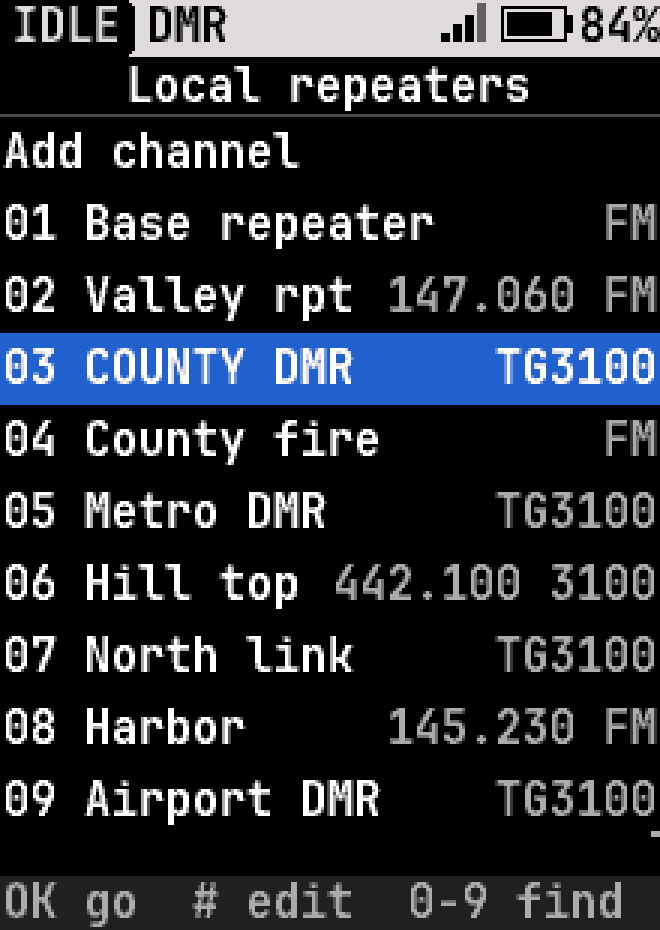 IDLE DMR 84%
Local repeaters
Add channel
01 Base repeater FM
02 Valley rpt 147.060 FM
03 COUNTY DMR TG3100
04 County fire FM
05 Metro DMR TG3100
06 Hill top 442.100 3100
07 North link TG3100
08 Harbor 145.230 FM
09 Airport DMR TG3100
OK go # edit 0-9 find